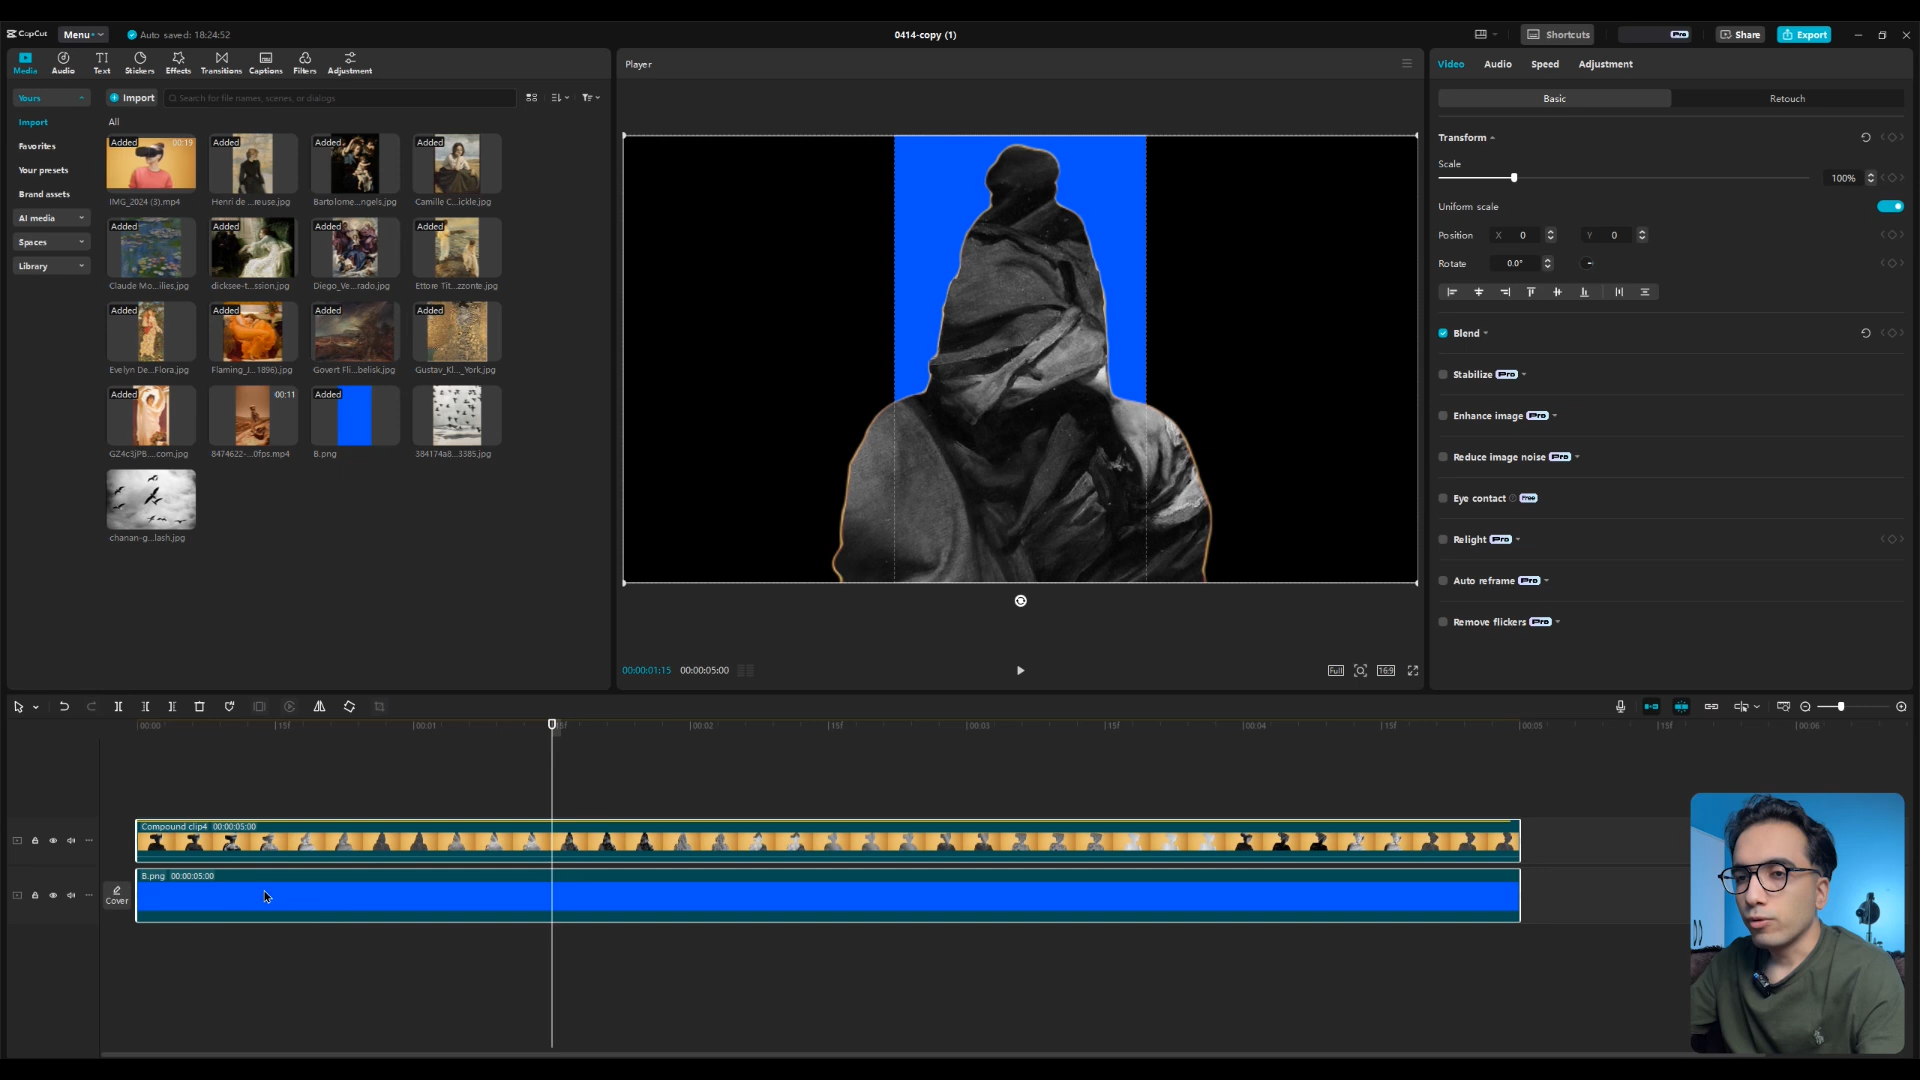 CapCut
Menu
Auto saved: 18:24:52
0414-copy (1)
Shortcuts
Pro
Share
Export
Media
Audio
Text
Stickers
Effects
Transitions
Captions
Filters
Adjustment
Player
Video
Audio
Speed
Adjustment
Yours
Import
Search for file names, scenes, or dialogs
Basic
Retouch
Import
Favorites
Your presets
Brand assets
AI media
Spaces
Library
All
Added
00:19
Added
Added
Added
IMG_2024 (3).mp4
Henri de ...reuse.jpg
Bartolome...ngels.jpg
Camille C...ickle.jpg
Added
Added
Added
Added
Claude Mo...ilies.jpg
dicksee-t...ssion.jpg
Diego_Ve...rado.jpg
Ettore Tit...zzonte.jpg
Added
Added
Added
Added
Evelyn De...Flora.jpg
Flaming_J...1896).jpg
Govert Fli...belisk.jpg
Gustav_Kl..._York.jpg
Added
00:11
Added
GZ4c3jPB....com.jpg
8474622-...0fps.mp4
B.png
384174a8...3385.jpg
chanan-g...lash.jpg
Transform
Scale
100%
Uniform scale
Position X 0 Y 0
Rotate 0.0°
Blend
Stabilize Pro
Enhance image Pro
Reduce image noise Pro
Eye contact Free
Relight Pro
Auto reframe Pro
Remove flickers Pro
00:00:01:15 00:00:05:00
Full
16:9
00:00
15f
00:01
15f
00:02
15f
00:03
15f
00:04
15f
00:05
15f
00:06
Compound clip4 00:00:05:00
B.png 00:00:05:00
Cover